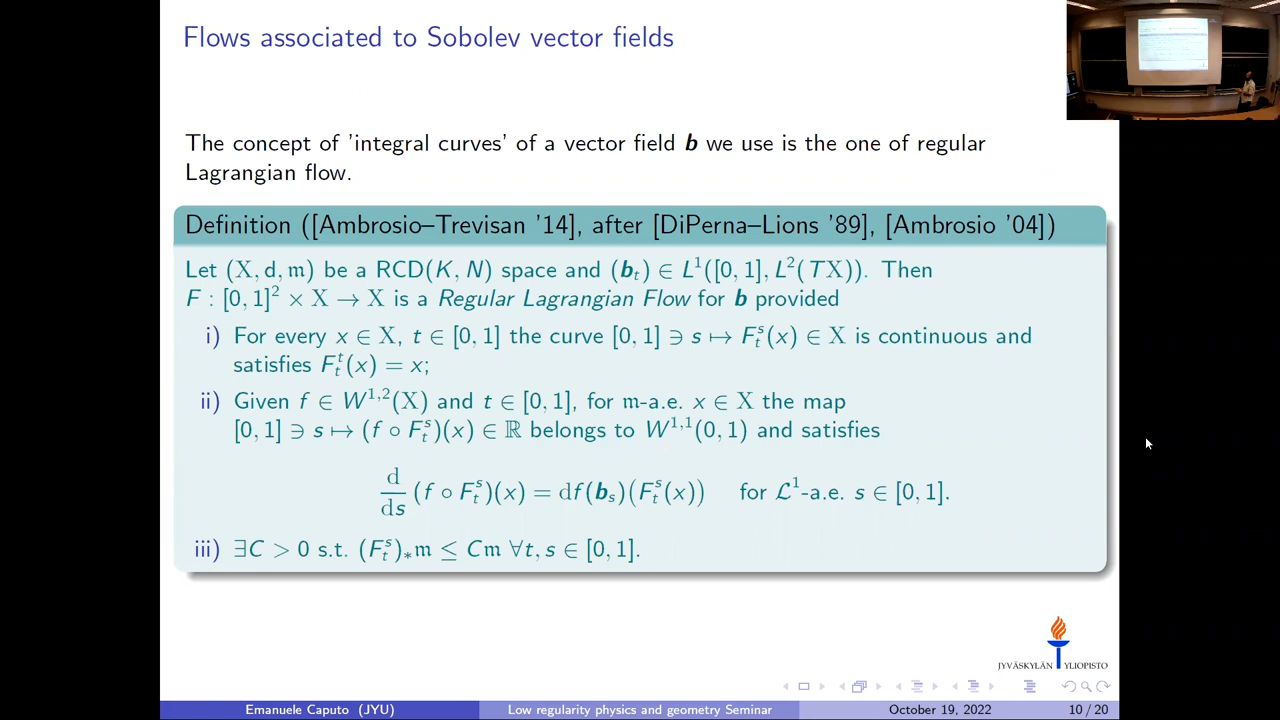 Flows associated to Sobolev vector fields
The concept of 'integral curves' of a vector field b we use is the one of regular
Lagrangian flow.
Definition ([Ambrosio–Trevisan '14], after [DiPerna–Lions '89], [Ambrosio '04])
Let (X, d, 𝔪) be a RCD(K, N) space and (b_t) ∈ L^1([0, 1], L^2(TX)). Then
F : [0, 1]^2 × X → X is a Regular Lagrangian Flow for b provided
i) For every x ∈ X, t ∈ [0, 1] the curve [0, 1] ∋ s ↦ F_t^s(x) ∈ X is continuous and
satisfies F_t^t(x) = x;
ii) Given f ∈ W^{1,2}(X) and t ∈ [0, 1], for 𝔪-a.e. x ∈ X the map
[0, 1] ∋ s ↦ (f ∘ F_t^s)(x) ∈ ℝ belongs to W^{1,1}(0, 1) and satisfies
d/ds (f ∘ F_t^s)(x) = df(b_s)(F_t^s(x)) for ℒ^1-a.e. s ∈ [0, 1].
iii) ∃C > 0 s.t. (F_t^s)_*𝔪 ≤ C𝔪 ∀t, s ∈ [0, 1].
JYVÄSKYLÄN YLIOPISTO
Emanuele Caputo (JYU) Low regularity physics and geometry Seminar October 19, 2022 10 / 20